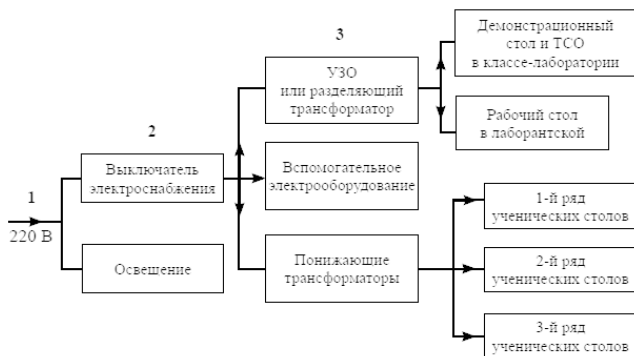 3
Демонстрационный
стол и ТСО
в классе-лаборатории
УЗО
или разделяющий
трансформатор
Рабочий стол
в лаборантской
2
Выключатель
электроснабжения
Вспомогательное
электрооборудование
1
220 В
1-й ряд
ученических столов
Освещение
Понижающие
трансформаторы
2-й ряд
ученических столов
3-й ряд
ученических столов